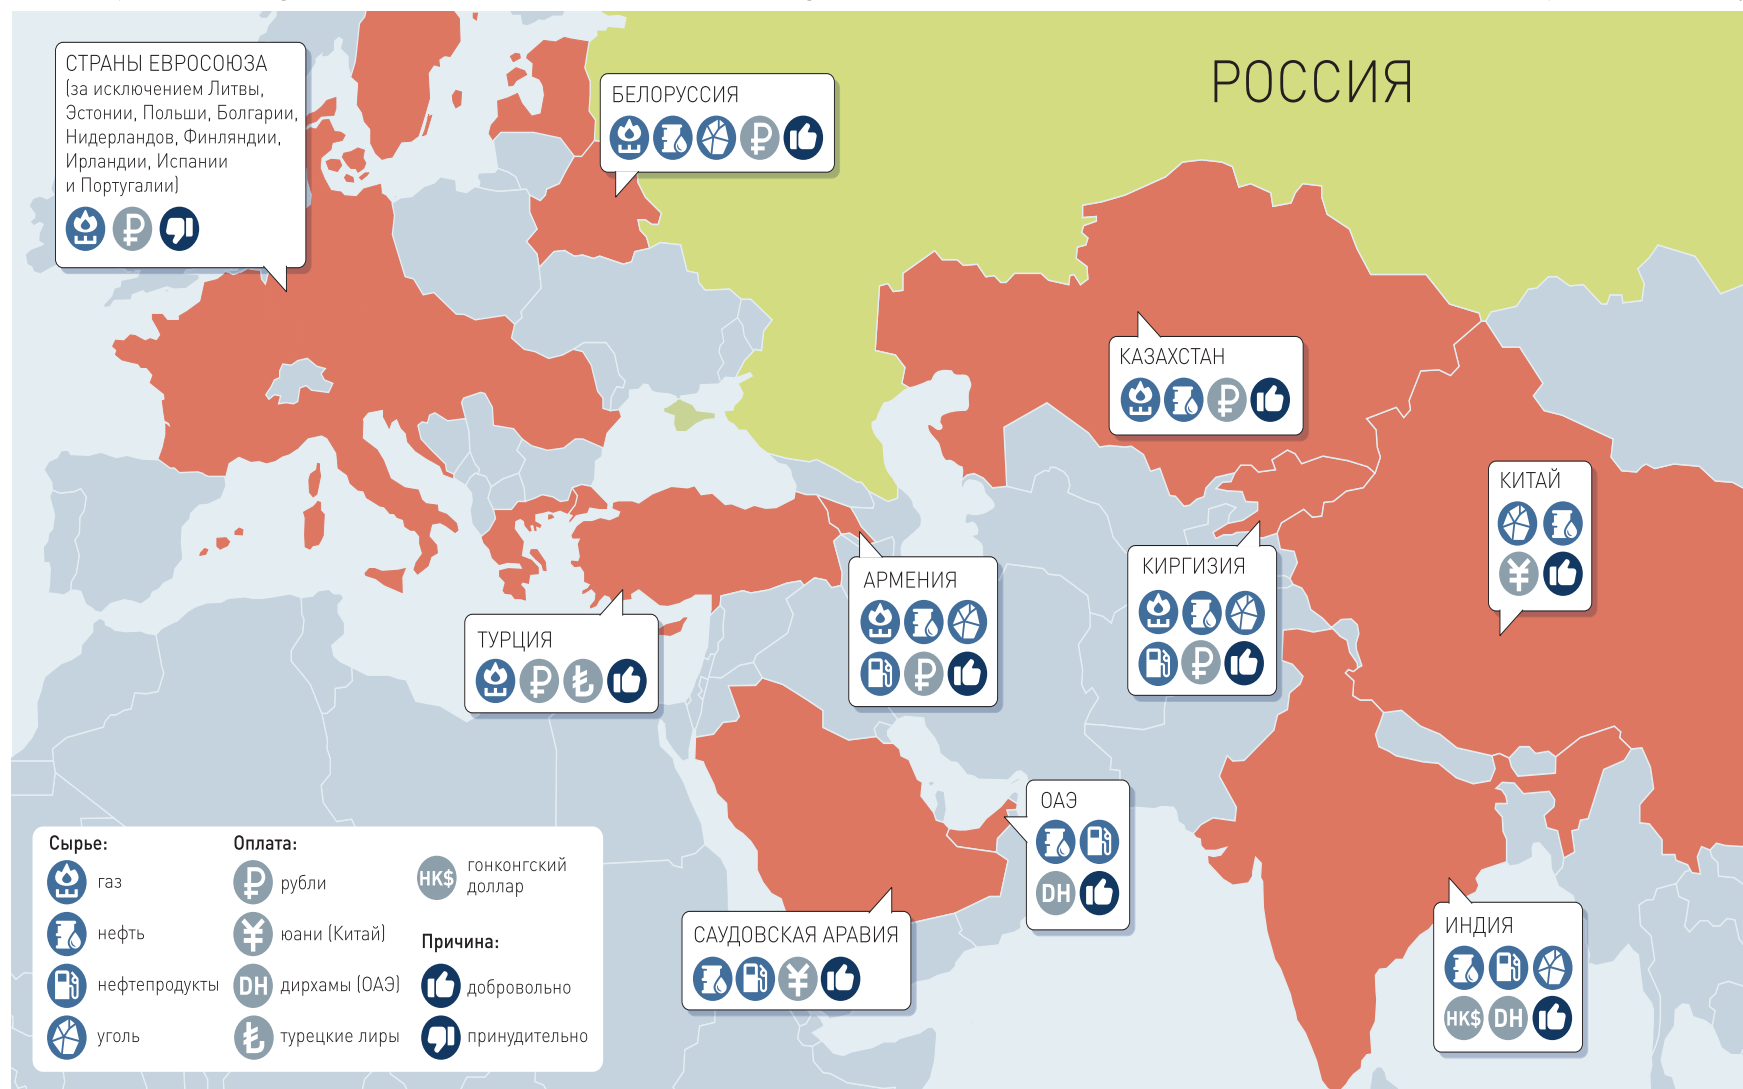 СТРАНЫ ЕВРОСОЮЗА
(за исключением Литвы,
Эстонии, Польши, Болгарии,
Нидерландов, Финляндии,
Ирландии, Испании
и Португалии)
БЕЛОРУССИЯ
РОССИЯ
КАЗАХСТАН
КИТАЙ
КИРГИЗИЯ
АРМЕНИЯ
ТУРЦИЯ
ОАЭ
DH
САУДОВСКАЯ АРАВИЯ
ИНДИЯ
HK$ DH
Сырье:
газ
нефть
нефтепродукты
уголь
Оплата:
рубли
юани (Китай)
DH дирхамы (ОАЭ)
турецкие лиры
HK$ гонконгский
доллар
Причина:
добровольно
принудительно